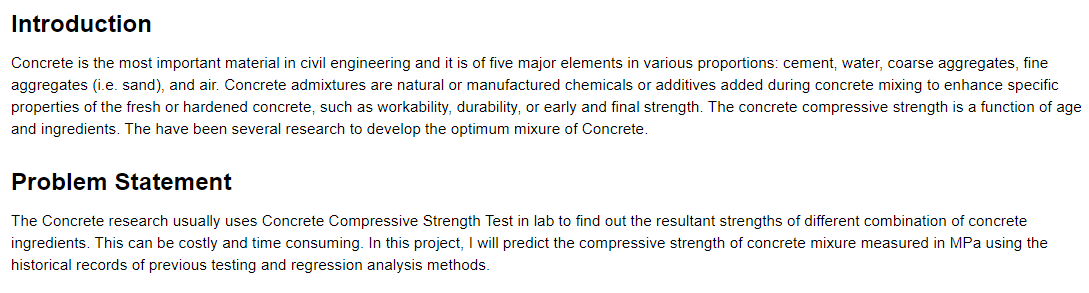 Introduction
Concrete is the most important material in civil engineering and it is of five major elements in various proportions: cement, water, coarse aggregates, fine
aggregates (i.e. sand), and air. Concrete admixtures are natural or manufactured chemicals or additives added during concrete mixing to enhance specific
properties of the fresh or hardened concrete, such as workability, durability, or early and final strength. The concrete compressive strength is a function of age
and ingredients. The have been several research to develop the optimum mixure of Concrete.
Problem Statement
The Concrete research usually uses Concrete Compressive Strength Test in lab to find out the resultant strengths of different combination of concrete
ingredients. This can be costly and time consuming. In this project, I will predict the compressive strength of concrete mixure measured in MPa using the
historical records of previous testing and regression analysis methods.